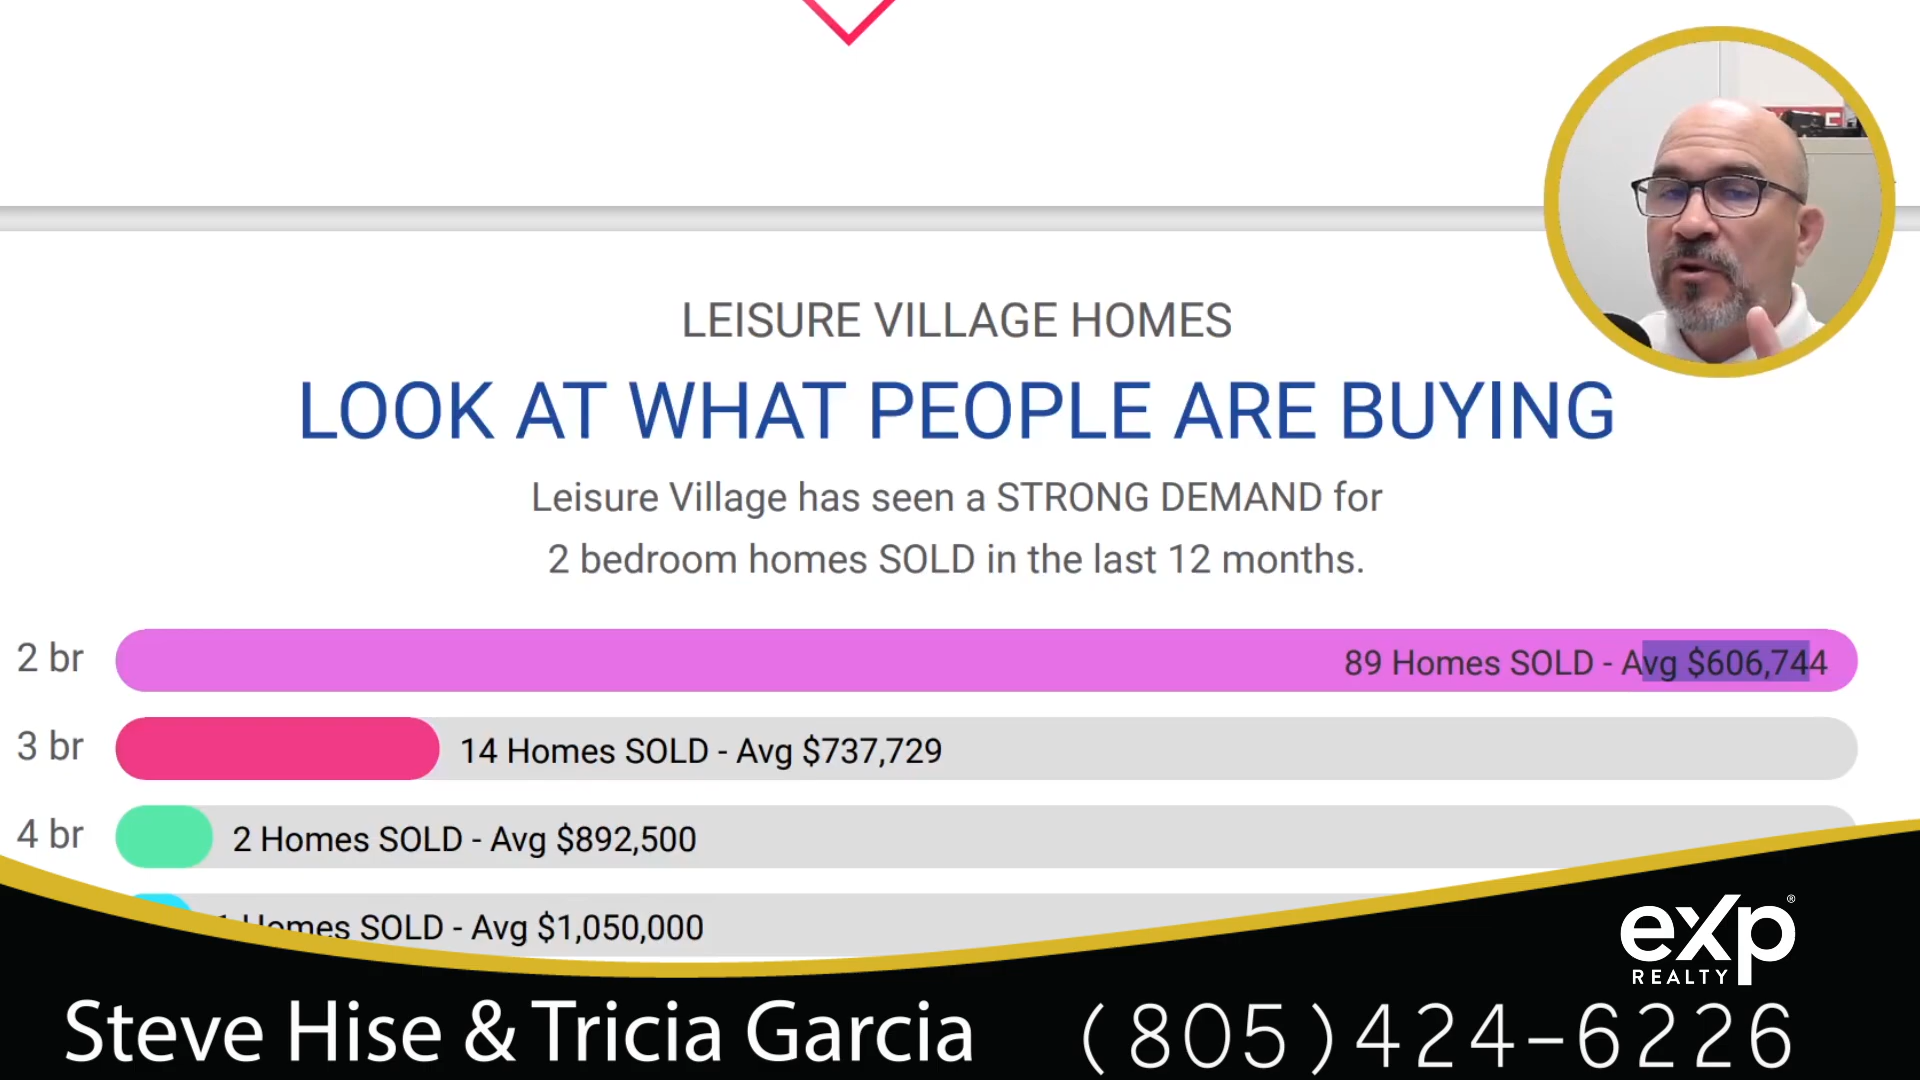 LEISURE VILLAGE HOMES
LOOK AT WHAT PEOPLE ARE BUYING
Leisure Village has seen a STRONG DEMAND for
2 bedroom homes SOLD in the last 12 months.
2 br 89 Homes SOLD - Avg $606,744
3 br 14 Homes SOLD - Avg $737,729
4 br 2 Homes SOLD - Avg $892,500
Homes SOLD - Avg $1,050,000
eXp®
REALTY
Steve Hise & Tricia Garcia (805)424-6226